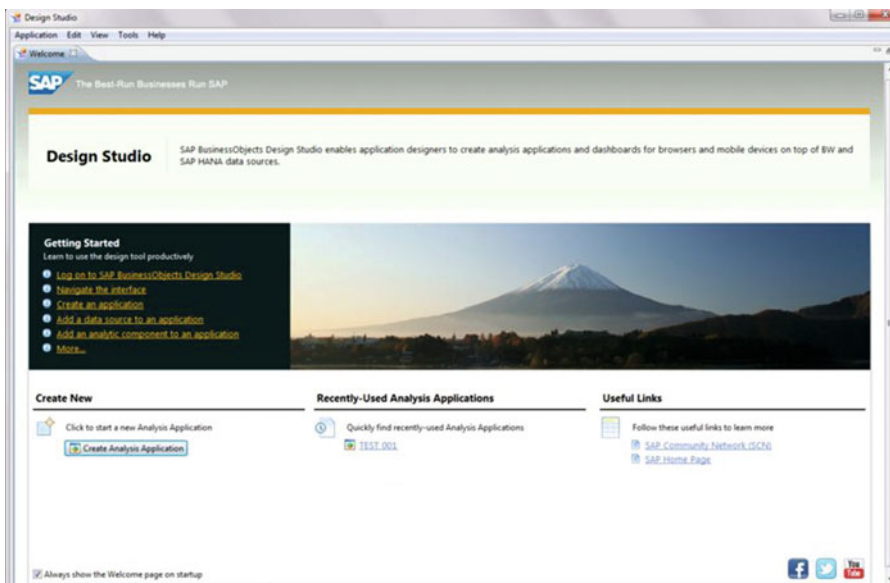 Design Studio
Application Edit View Tools Help
Welcome
SAP The Best-Run Businesses Run SAP
Design Studio
SAP BusinessObjects Design Studio enables application designers to create analysis applications and dashboards for browsers and mobile devices on top of BW and
SAP HANA data sources.
Getting Started
Learn to use the design tool productively
Log on to SAP BusinessObjects Design Studio
Navigate the interface
Create an application
Add a data source to an application
Add an analytic component to an application
More...
Create New
Click to start a new Analysis Application
Create Analysis Application
Recently-Used Analysis Applications
Quickly find recently-used Analysis Applications
TEST 001
Useful Links
Follow these useful links to learn more
SAP Community Network (SCN)
SAP Home Page
Always show the Welcome page on startup
You
Tube